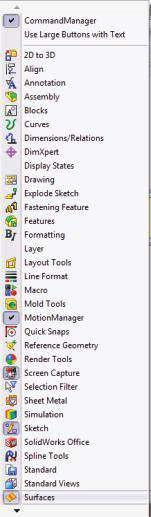 CommandManager
Use Large Buttons with Text
2D to 3D
Align
Annotation
Assembly
Blocks
Curves
Dimensions/Relations
DimXpert
Display States
Drawing
Explode Sketch
Fastening Feature
Features
Formatting
Layer
Layout Tools
Line Format
Macro
Mold Tools
MotionManager
Quick Snaps
Reference Geometry
Render Tools
Screen Capture
Selection Filter
Sheet Metal
Simulation
Sketch
SolidWorks Office
Spline Tools
Standard
Standard Views
Surfaces